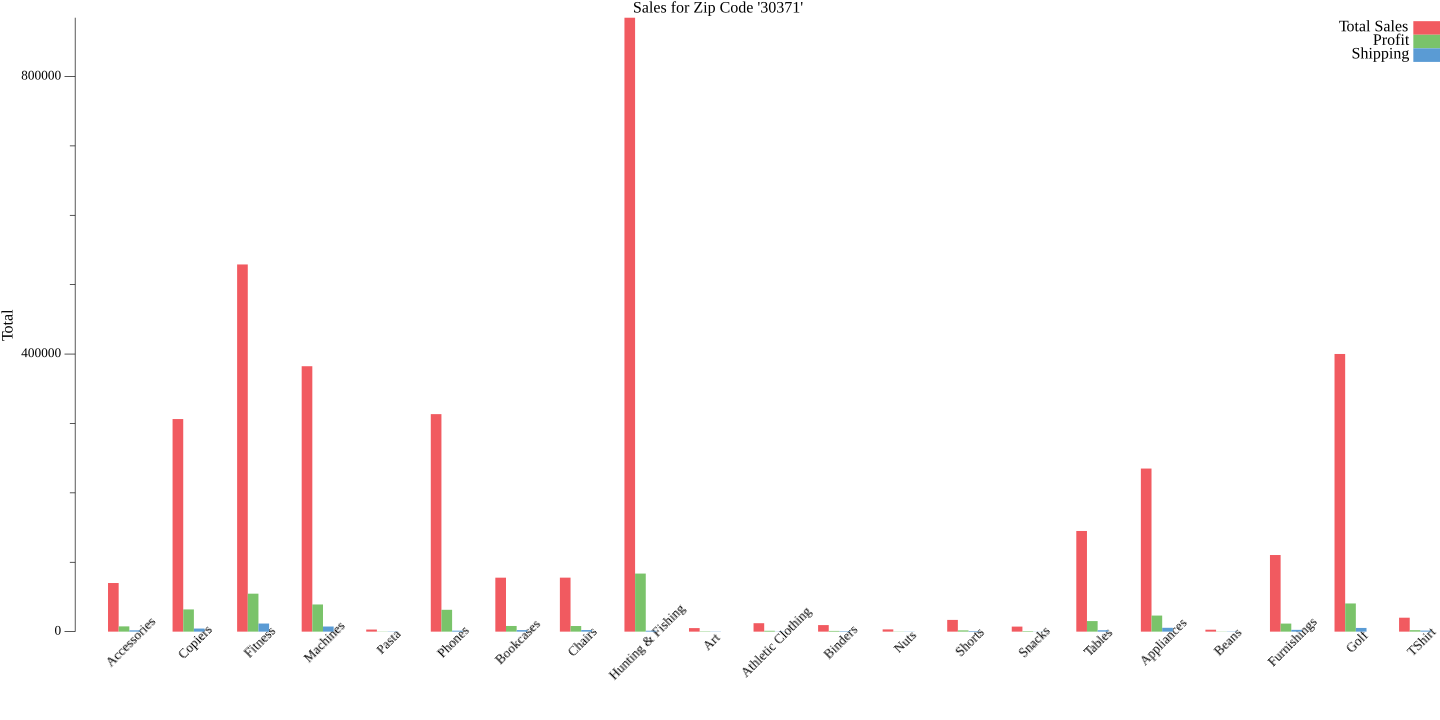 Sales for Zip Code '30371'
Total Sales
Profit
Shipping
800000
400000
0
Total
Accessories
Copiers
Fitness
Machines
Pasta
Phones
Bookcases
Chairs
Hunting & Fishing
Art
Athletic Clothing
Binders
Nuts
Shorts
Snacks
Tables
Appliances
Beans
Furnishings
Golf
TShirt